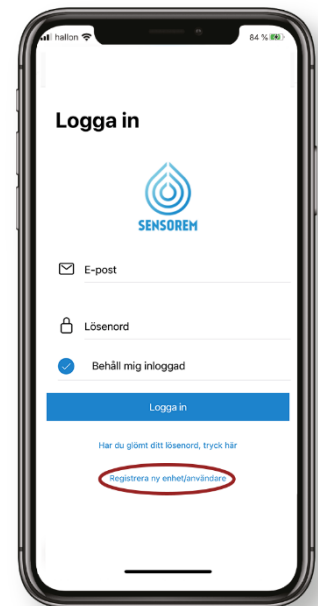 hallon 84 %
Logga in
SENSOREM
E-post
Lösenord
Behåll mig inloggad
Logga in
Har du glömt ditt lösenord, tryck här
Registrera ny enhet/användare